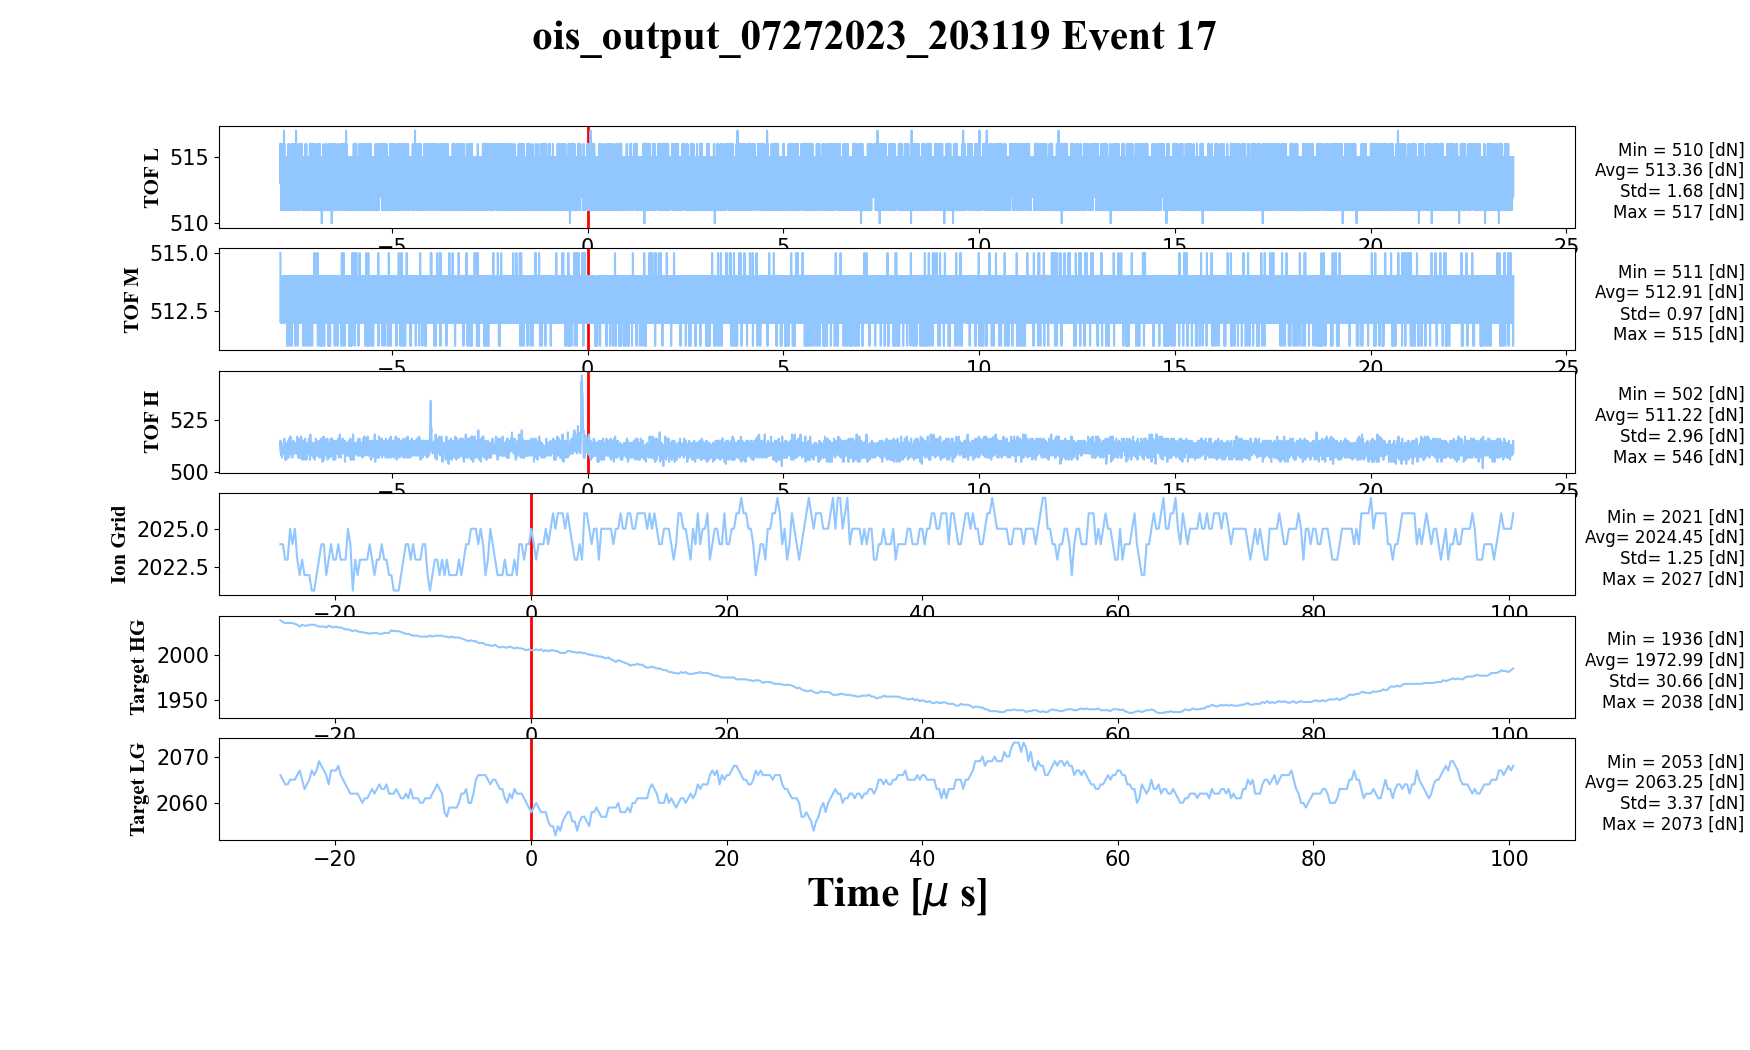 ois_output_07272023_203119 Event 17
TOF L
515
510
Min = 510 [dN]
Avg= 513.36 [dN]
Std= 1.68 [dN]
Max = 517 [dN]
−5 0 5 10 15 20 25
TOF M
515.0
512.5
Min = 511 [dN]
Avg= 512.91 [dN]
Std= 0.97 [dN]
Max = 515 [dN]
−5 0 5 10 15 20 25
TOF H
525
500
Min = 502 [dN]
Avg= 511.22 [dN]
Std= 2.96 [dN]
Max = 546 [dN]
−5 0 5 10 15 20 25
Ion Grid
2025.0
2022.5
Min = 2021 [dN]
Avg= 2024.45 [dN]
Std= 1.25 [dN]
Max = 2027 [dN]
−20 0 20 40 60 80 100
Target HG
2000
1950
Min = 1936 [dN]
Avg= 1972.99 [dN]
Std= 30.66 [dN]
Max = 2038 [dN]
−20 0 20 40 60 80 100
Target LG
2070
2060
Min = 2053 [dN]
Avg= 2063.25 [dN]
Std= 3.37 [dN]
Max = 2073 [dN]
−20 0 20 40 60 80 100
Time [μ s]